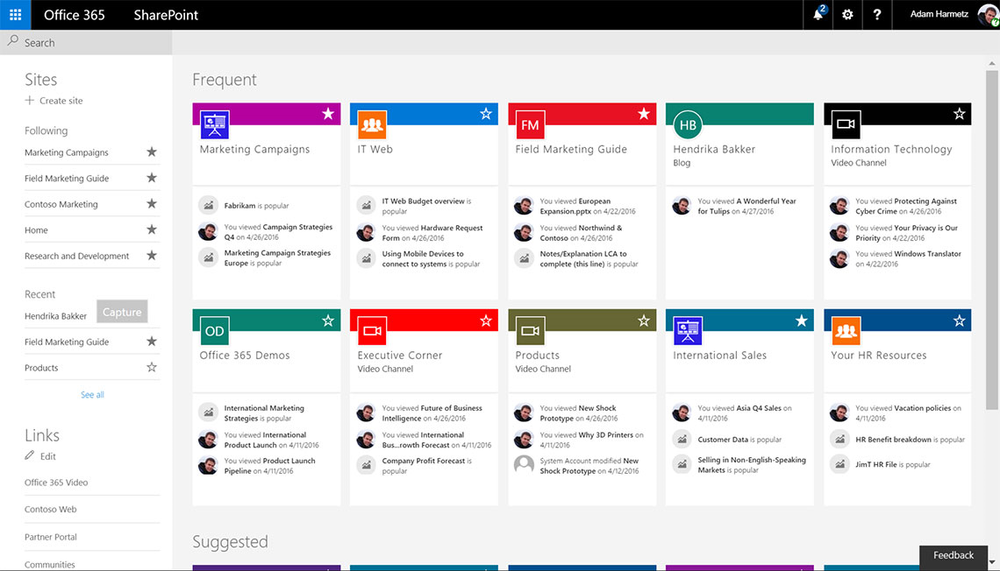 Office 365
SharePoint
2
?
Adam Harmetz
Search
Sites
Create site
Following
Marketing Campaigns
Field Marketing Guide
Contoso Marketing
Home
Research and Development
Recent
Hendrika Bakker
Capture
Field Marketing Guide
Products
See all
Links
Edit
Office 365 Video
Contoso Web
Partner Portal
Communities
Frequent
Marketing Campaigns
Fabrikam is popular
You viewed Campaign Strategies
Q4 on 4/26/2016
Marketing Campaign Strategies
Europe is popular
IT Web
IT Web Budget overview is
popular
You viewed Hardware Request
Form on 4/26/2016
Using Mobile Devices to
connect to systems is popular
FM
Field Marketing Guide
You viewed European
Expansion.pptx on 4/22/2016
You viewed Northwind &
Contoso on 4/26/2016
Notes/Explanation LCA to
complete (this line) is popular
HB
Hendrika Bakker
Blog
You viewed A Wonderful Year
for Tulips on 4/27/2016
Information Technology
Video Channel
You viewed Protecting Against
Cyber Crime on 4/26/2016
You viewed Your Privacy is Our
Priority on 4/22/2016
You viewed Windows Translator
on 4/22/2016
OD
Office 365 Demos
International Marketing
Strategies is popular
You viewed International
Product Launch on 4/11/2016
You viewed Product Launch
Pipeline on 4/11/2016
Executive Corner
Video Channel
You viewed Future of Business
Intelligence on 4/26/2016
You viewed International
Bus...rowth Forecast on 4/11/2016
Company Profit Forecast is
popular
Products
Video Channel
You viewed New Shock
Prototype on 4/26/2016
You viewed Why 3D Printers on
4/11/2016
System Account modified New
Shock Prototype on 4/12/2016
International Sales
You viewed Asia Q4 Sales on
4/11/2016
Customer Data is popular
Selling in Non-English-Speaking
Markets is popular
Your HR Resources
You viewed Vacation policies on
4/11/2016
HR Benefit breakdown is popular
JimT HR File is popular
Suggested
Feedback